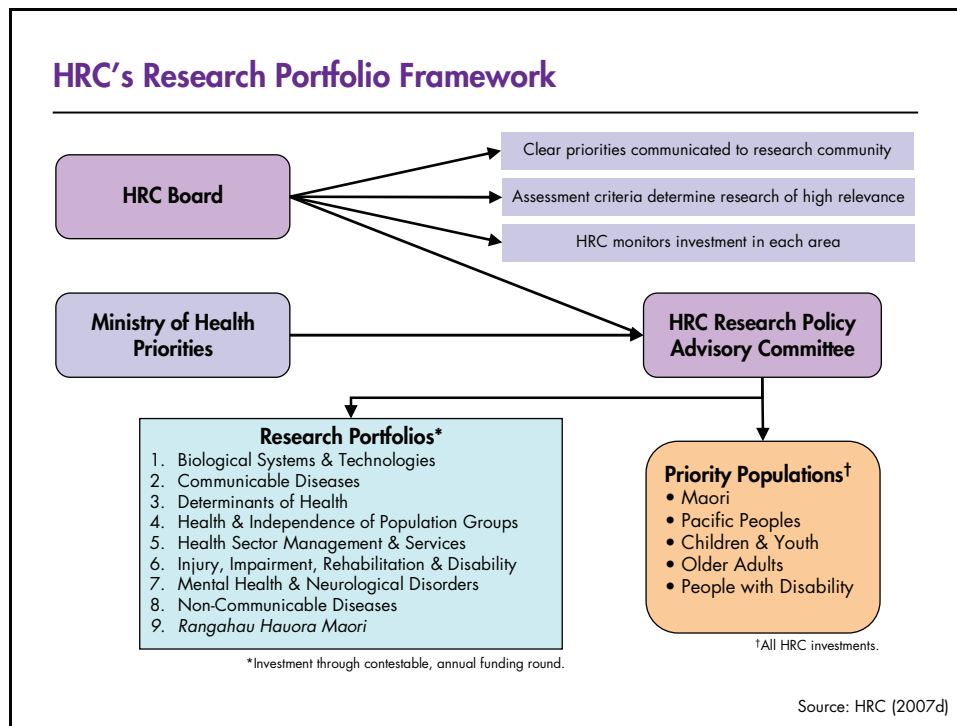 HRC's Research Portfolio Framework
HRC Board
Clear priorities communicated to research community
Assessment criteria determine research of high relevance
HRC monitors investment in each area
Ministry of Health
Priorities
HRC Research Policy
Advisory Committee
Research Portfolios*
1. Biological Systems & Technologies
2. Communicable Diseases
3. Determinants of Health
4. Health & Independence of Population Groups
5. Health Sector Management & Services
6. Injury, Impairment, Rehabilitation & Disability
7. Mental Health & Neurological Disorders
8. Non-Communicable Diseases
9. Rangahau Hauora Maori
*Investment through contestable, annual funding round.
Priority Populations†
• Maori
• Pacific Peoples
• Children & Youth
• Older Adults
• People with Disability
†All HRC investments.
Source: HRC (2007d)